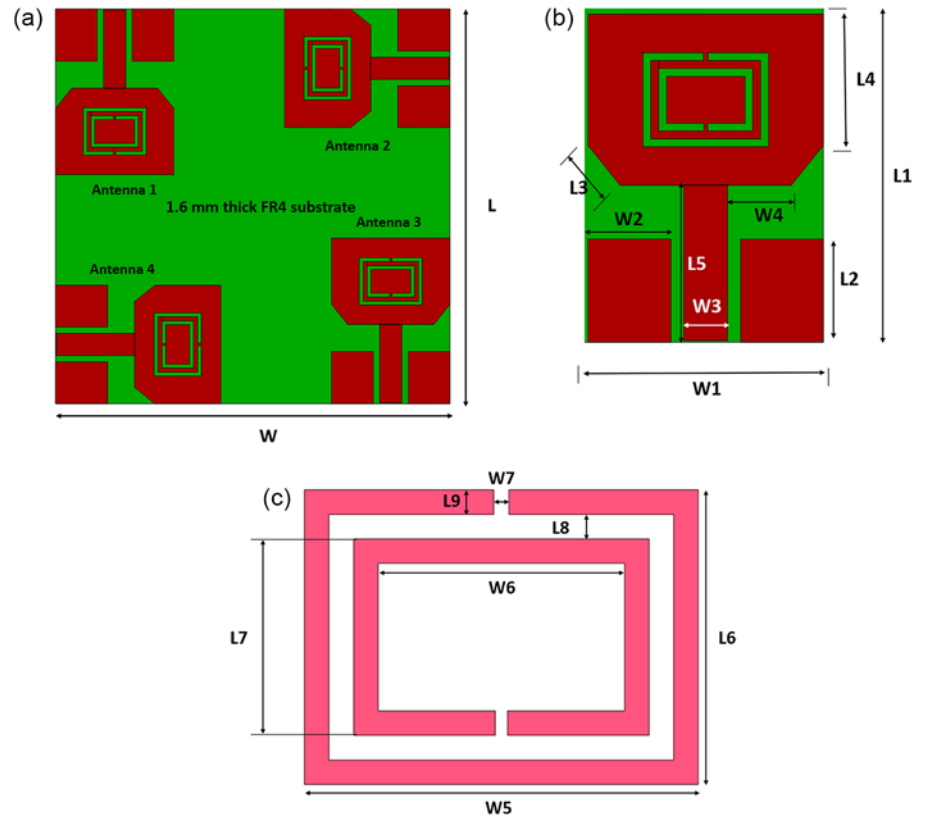 (a)
Antenna 1
Antenna 2
1.6 mm thick FR4 substrate
Antenna 3
Antenna 4
L
W
(b)
L4
L1
L3
W2
W4
L5
L2
W3
W1
(c)
W7
L9
L8
W6
L7
L6
W5